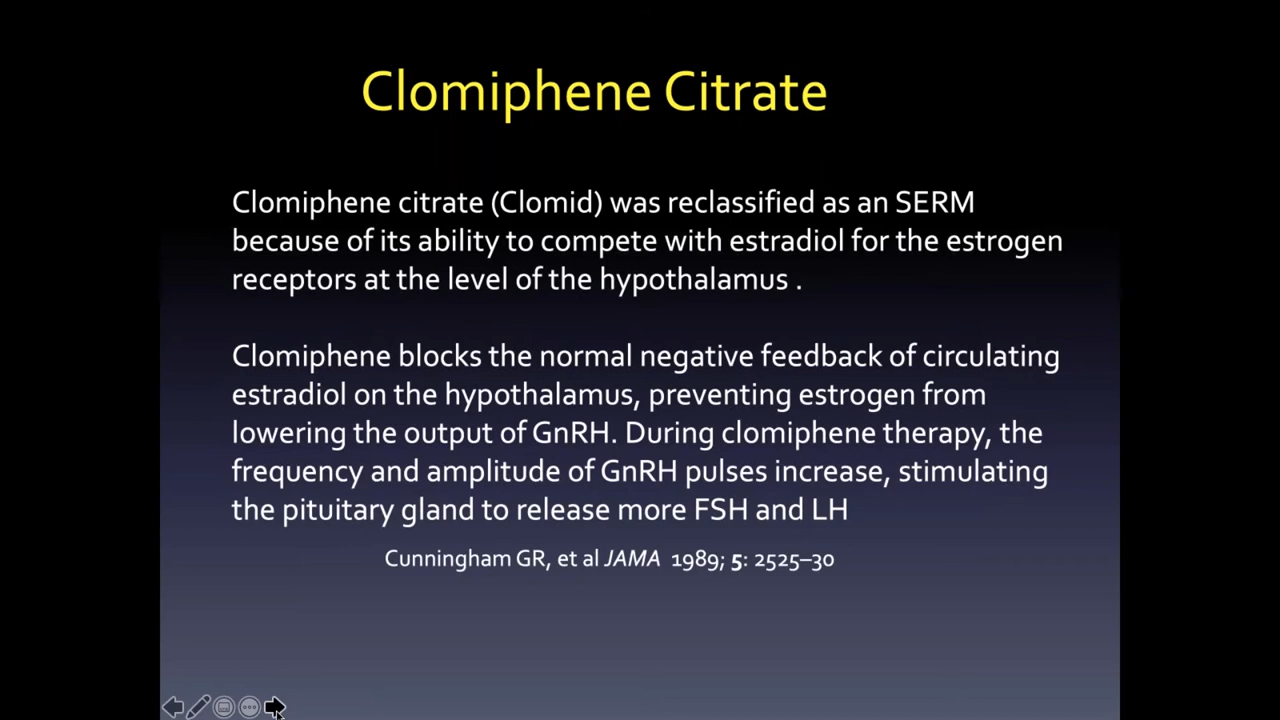 Clomiphene Citrate
Clomiphene citrate (Clomid) was reclassified as an SERM
because of its ability to compete with estradiol for the estrogen
receptors at the level of the hypothalamus .
Clomiphene blocks the normal negative feedback of circulating
estradiol on the hypothalamus, preventing estrogen from
lowering the output of GnRH. During clomiphene therapy, the
frequency and amplitude of GnRH pulses increase, stimulating
the pituitary gland to release more FSH and LH
Cunningham GR, et al JAMA 1989; 5: 2525–30